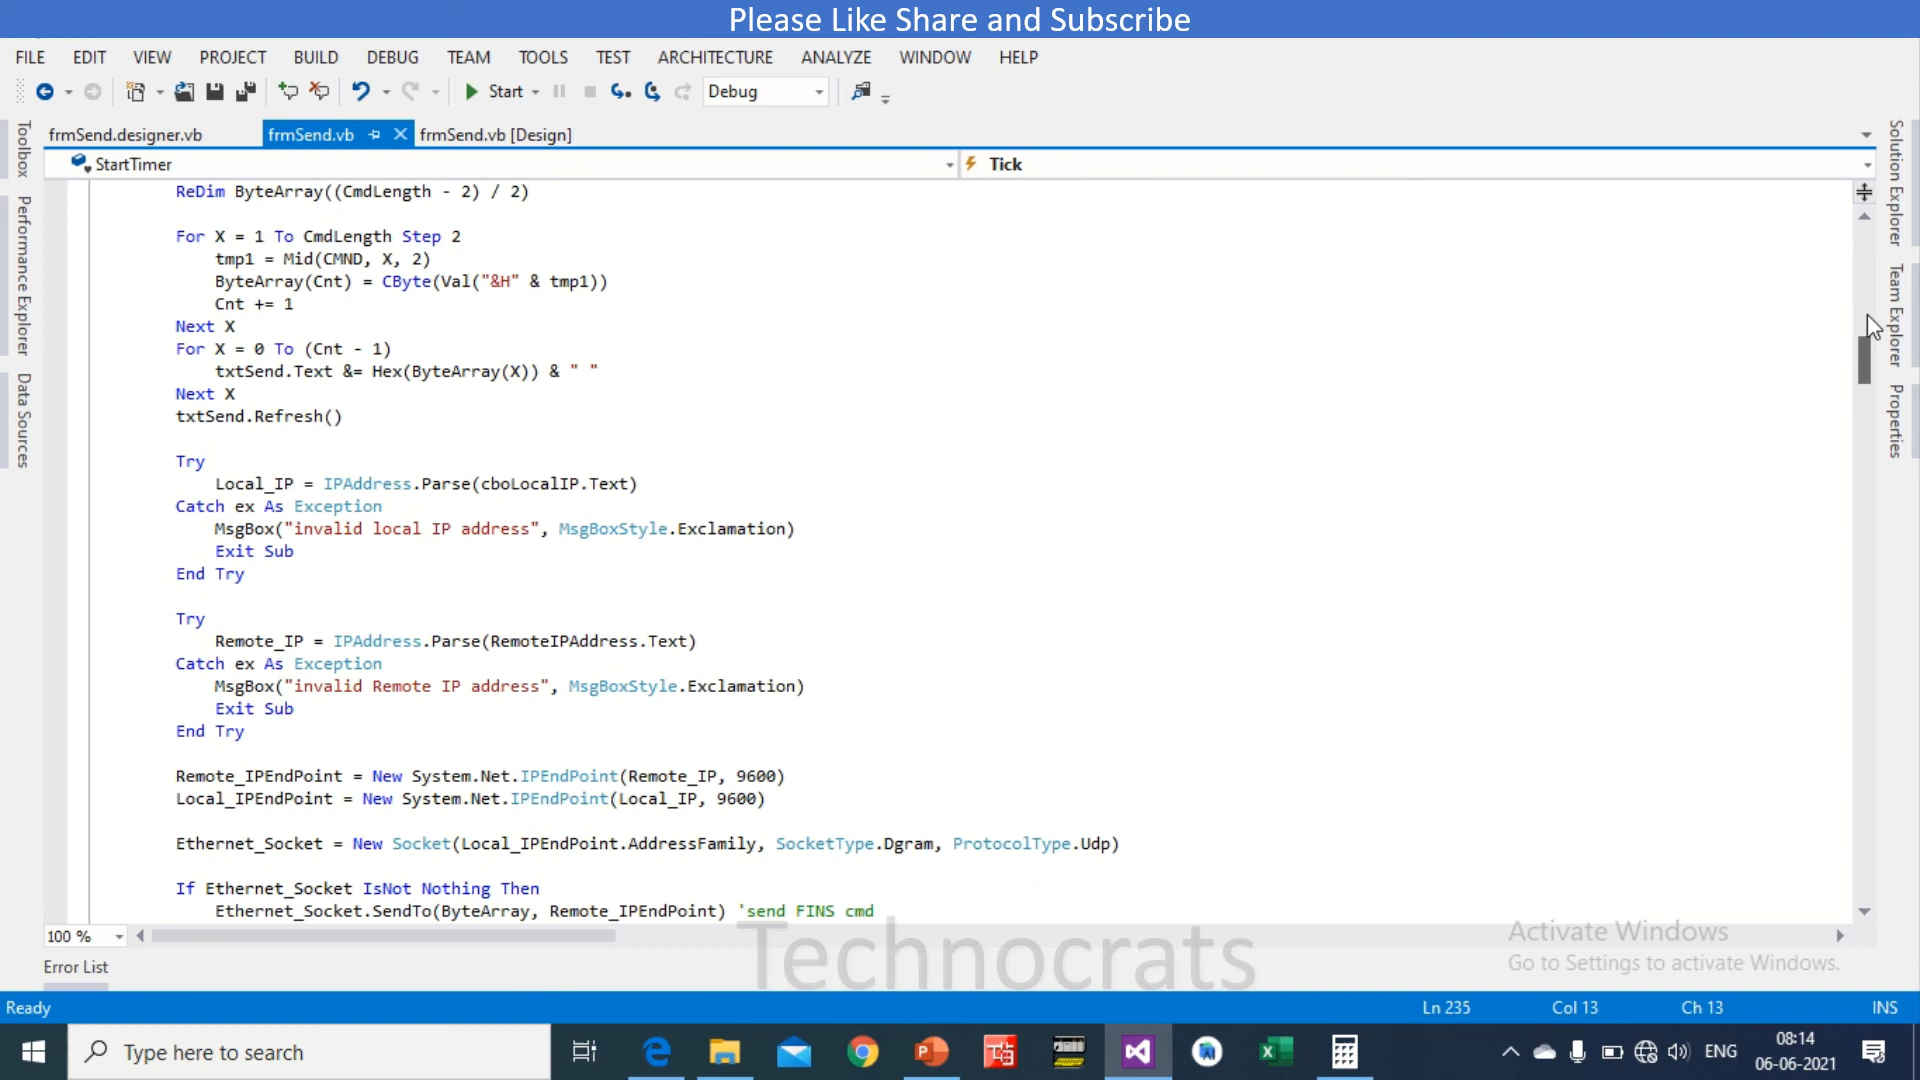 Please Like Share and Subscribe
FILE EDIT VIEW PROJECT BUILD DEBUG TEAM TOOLS TEST ARCHITECTURE ANALYZE WINDOW HELP
Start Debug
frmSend.designer.vb frmSend.vb frmSend.vb [Design]
StartTimer Tick
Toolbox
Performance Explorer
Data Sources
ReDim ByteArray((CmdLength - 2) / 2)
For X = 1 To CmdLength Step 2
tmp1 = Mid(CMND, X, 2)
ByteArray(Cnt) = CByte(Val("&H" & tmp1))
Cnt += 1
Next X
For X = 0 To (Cnt - 1)
txtSend.Text &= Hex(ByteArray(X)) & " "
Next X
txtSend.Refresh()
Try
Local_IP = IPAddress.Parse(cboLocalIP.Text)
Catch ex As Exception
MsgBox("invalid local IP address", MsgBoxStyle.Exclamation)
Exit Sub
End Try
Try
Remote_IP = IPAddress.Parse(RemoteIPAddress.Text)
Catch ex As Exception
MsgBox("invalid Remote IP address", MsgBoxStyle.Exclamation)
Exit Sub
End Try
Remote_IPEndPoint = New System.Net.IPEndPoint(Remote_IP, 9600)
Local_IPEndPoint = New System.Net.IPEndPoint(Local_IP, 9600)
Ethernet_Socket = New Socket(Local_IPEndPoint.AddressFamily, SocketType.Dgram, ProtocolType.Udp)
If Ethernet_Socket IsNot Nothing Then
Ethernet_Socket.SendTo(ByteArray, Remote_IPEndPoint) 'send FINS cmd
Solution Explorer
Team Explorer
Properties
100 %
Technocrats
Activate Windows
Go to Settings to activate Windows.
Error List
Ready Ln 235 Col 13 Ch 13 INS
Type here to search
ENG
08:14
06-06-2021